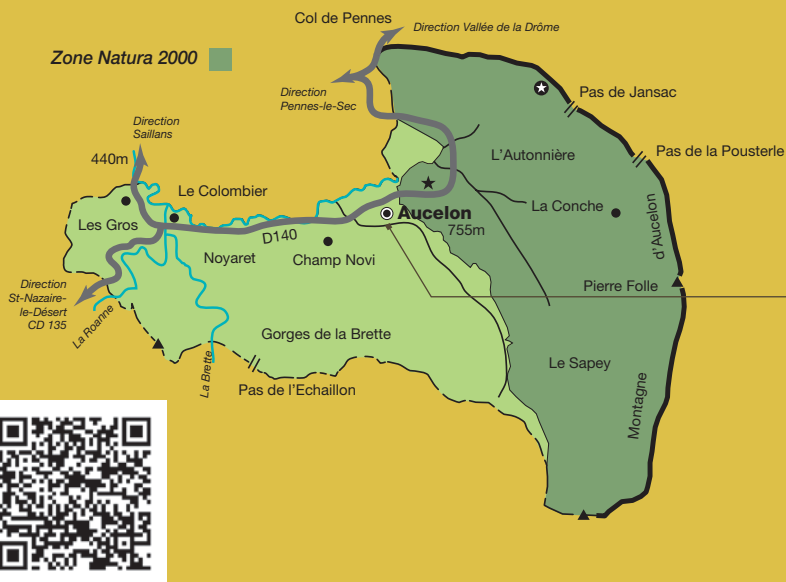 Col de Pennes
Direction Vallée de la Drôme
Zone Natura 2000
Direction
Pennes-le-Sec
Pas de Jansac
Direction
Saillans
440m
L'Autonnière
Pas de la Pousterle
Le Colombier
Les Gros
La Conche
Aucelon
755m
D140
Noyaret
Champ Novi
Montagne d'Aucelon
Direction
St-Nazaire-
le-Désert
CD 135
La Roanne
Pierre Folle
Gorges de la Brette
La Brette
Le Sapey
Pas de l'Echaillon